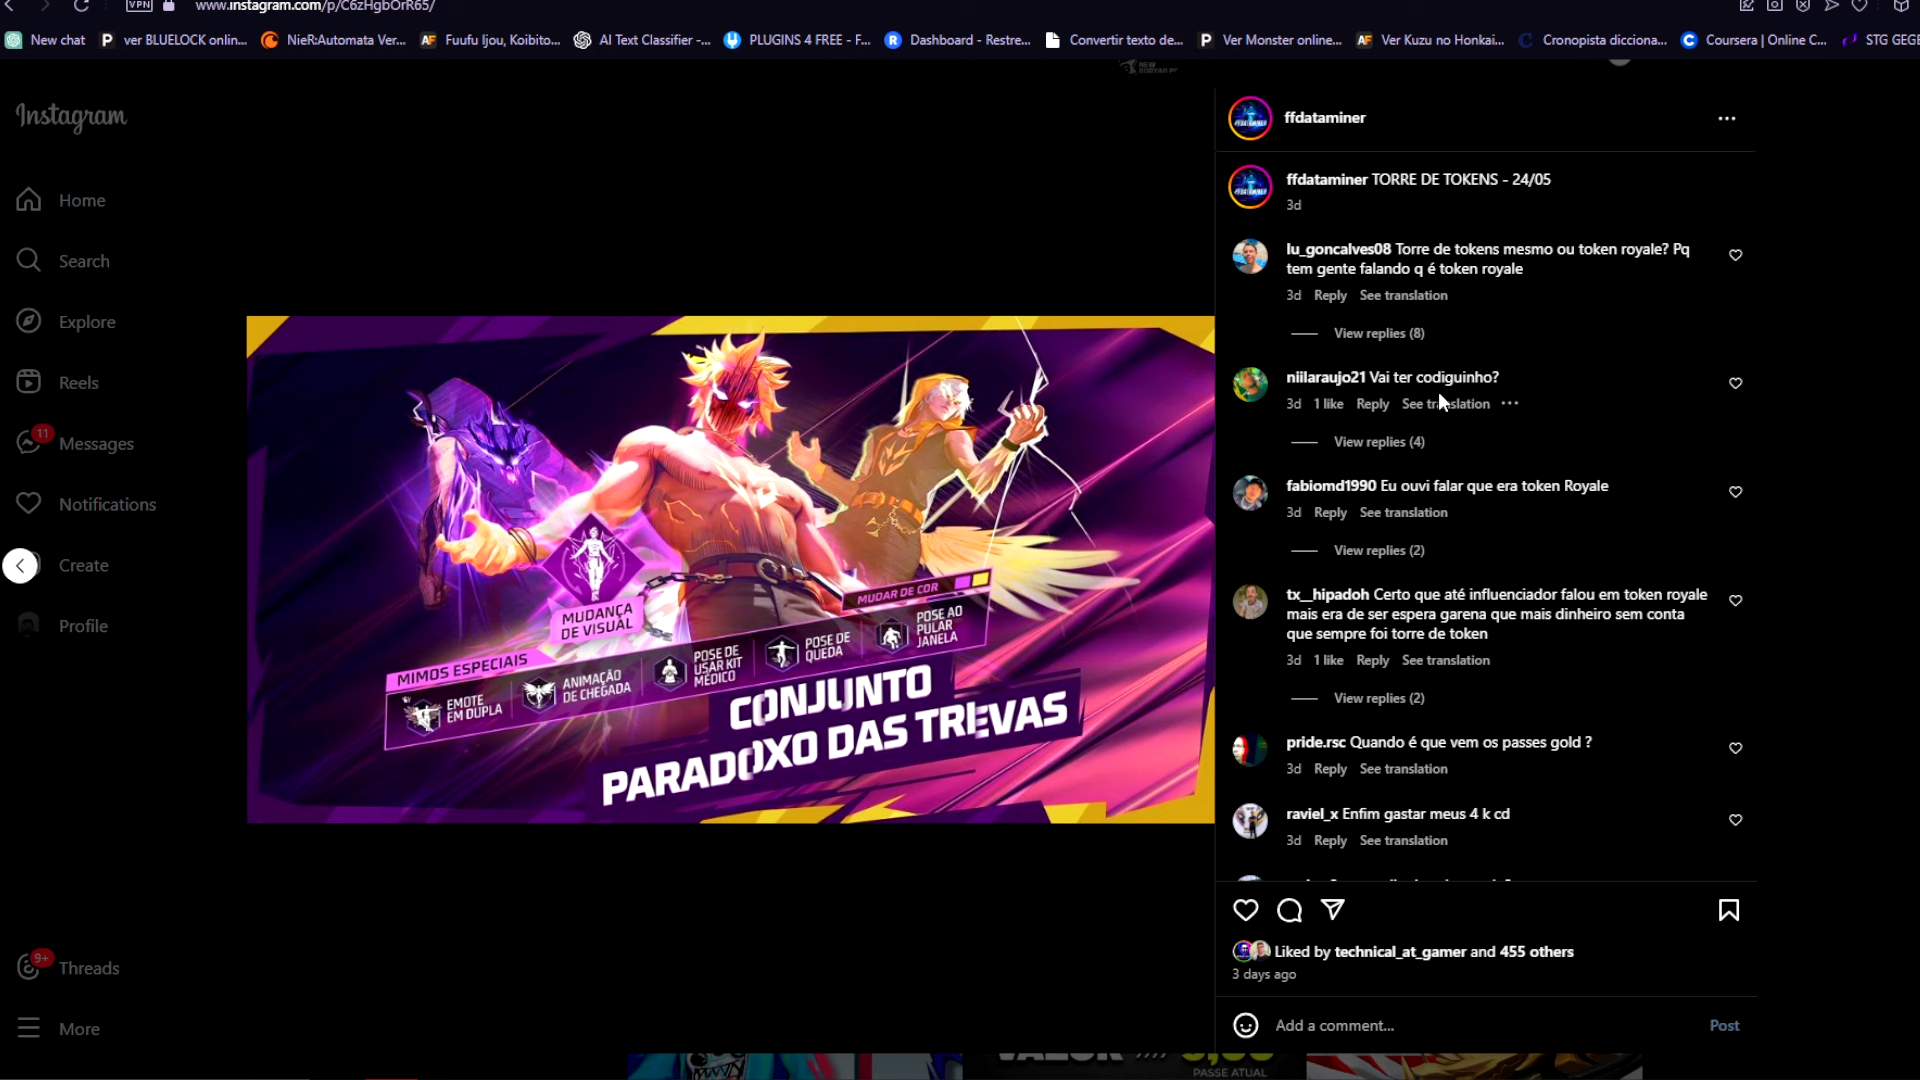 VPN
www.instagram.com/p/C6zHgbOrR65/
New chat
ver BLUELOCK onlin...
NieR:Automata Ver...
Fuufu Ijou, Koibito...
AI Text Classifier -...
PLUGINS 4 FREE - F...
Dashboard - Restre...
Convertir texto de...
Ver Monster online...
Ver Kuzu no Honkai...
Cronopista dicciona...
Coursera | Online C...
STG GEGE
Instagram
Home
Search
Explore
Reels
11
Messages
Notifications
Create
Profile
9+
Threads
More
MUDANÇA
DE VISUAL
MUDAR DE COR
MIMOS ESPECIAIS
EMOTE
EM DUPLA
ANIMAÇÃO
DE CHEGADA
POSE DE
USAR KIT
MÉDICO
POSE DE
QUEDA
POSE AO
PULAR
JANELA
CONJUNTO
PARADOXO DAS TREVAS
ffdataminer
ffdataminer TORRE DE TOKENS - 24/05
3d
lu_goncalves08 Torre de tokens mesmo ou token royale? Pq
tem gente falando q é token royale
3d Reply See translation
View replies (8)
niilaraujo21 Vai ter codiguinho?
3d 1 like Reply See translation
View replies (4)
fabiomd1990 Eu ouvi falar que era token Royale
3d Reply See translation
View replies (2)
tx__hipadoh Certo que até influenciador falou em token royale
mais era de ser espera garena que mais dinheiro sem conta
que sempre foi torre de token
3d 1 like Reply See translation
View replies (2)
pride.rsc Quando é que vem os passes gold ?
3d Reply See translation
raviel_x Enfim gastar meus 4 k cd
3d Reply See translation
Liked by technical_at_gamer and 455 others
3 days ago
Add a comment...
Post
VALOR
PASSE ATUAL